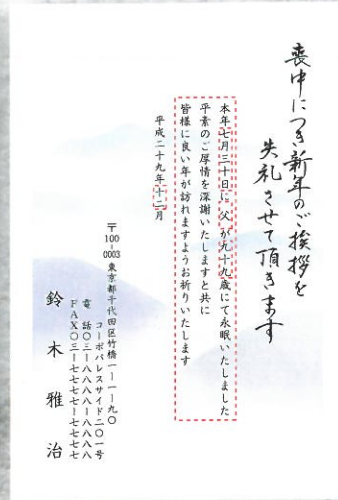 喪中につき新年のご挨拶を
失礼させて頂きます
本年七月三十日に 父 が九十九歳にて永眠いたしました
平素のご厚情を深謝いたしますと共に
皆様に良い年が訪れますようお祈りいたします
平成二十九年十二月
〒100-0003 東京都千代田区竹橋一-一-九〇
コーポパレスサイド二〇一号
電 話〇三-八八八八-八八八八
FAX〇三-七七七七-七七七七
鈴木雅治